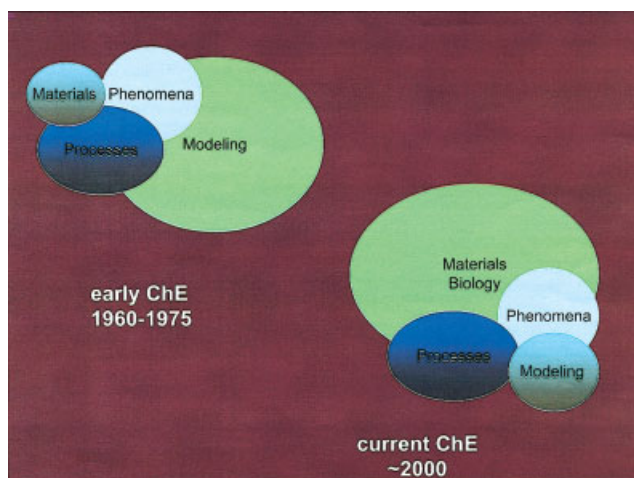 Materials
Phenomena
Processes
Modeling
early ChE
1960-1975
Materials
Biology
Phenomena
Processes
Modeling
current ChE
~2000